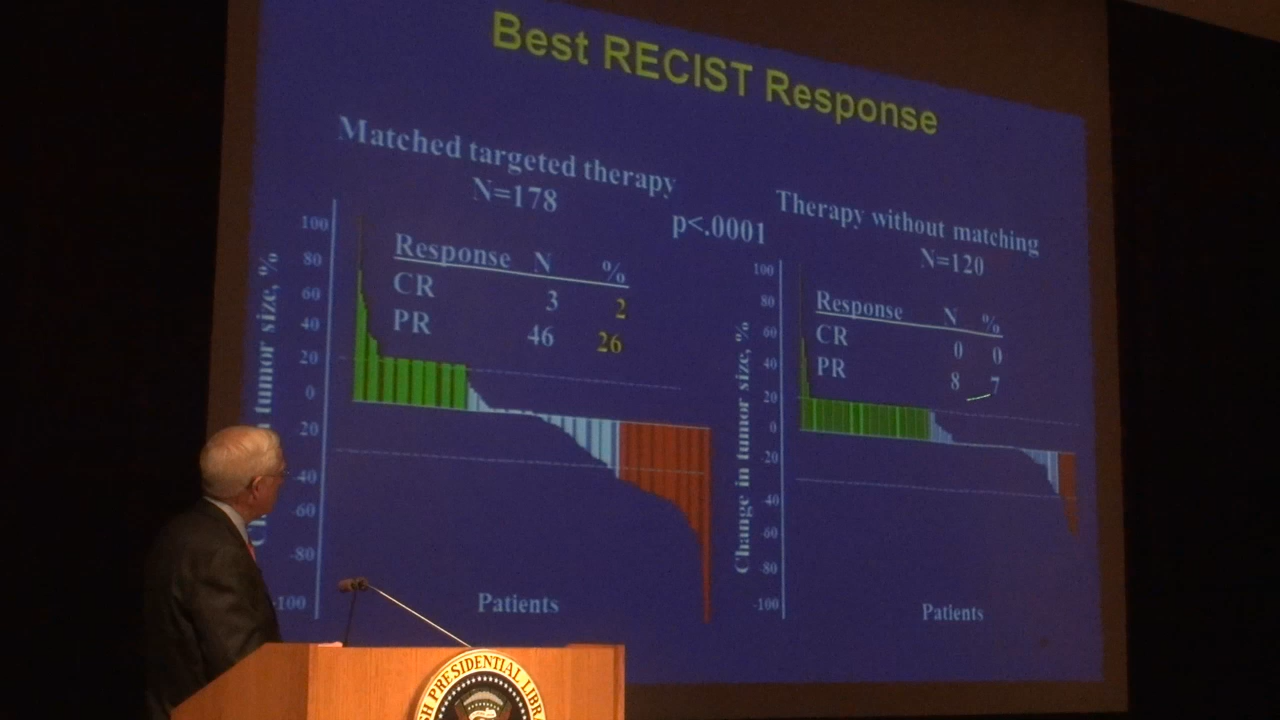 Best RECIST Response
Matched targeted therapy
N=178
p<.0001
Therapy without matching
N=120
Response N %
CR 3 2
PR 46 26
Response N %
CR 0 0
PR 8 7
tumor size, %
100
80
60
40
20
0
20
-40
-60
-80
-100
Patients
Change in tumor size, %
100
80
60
40
20
0
-20
-40
-60
-80
-100
Patients
PRESIDENTIAL